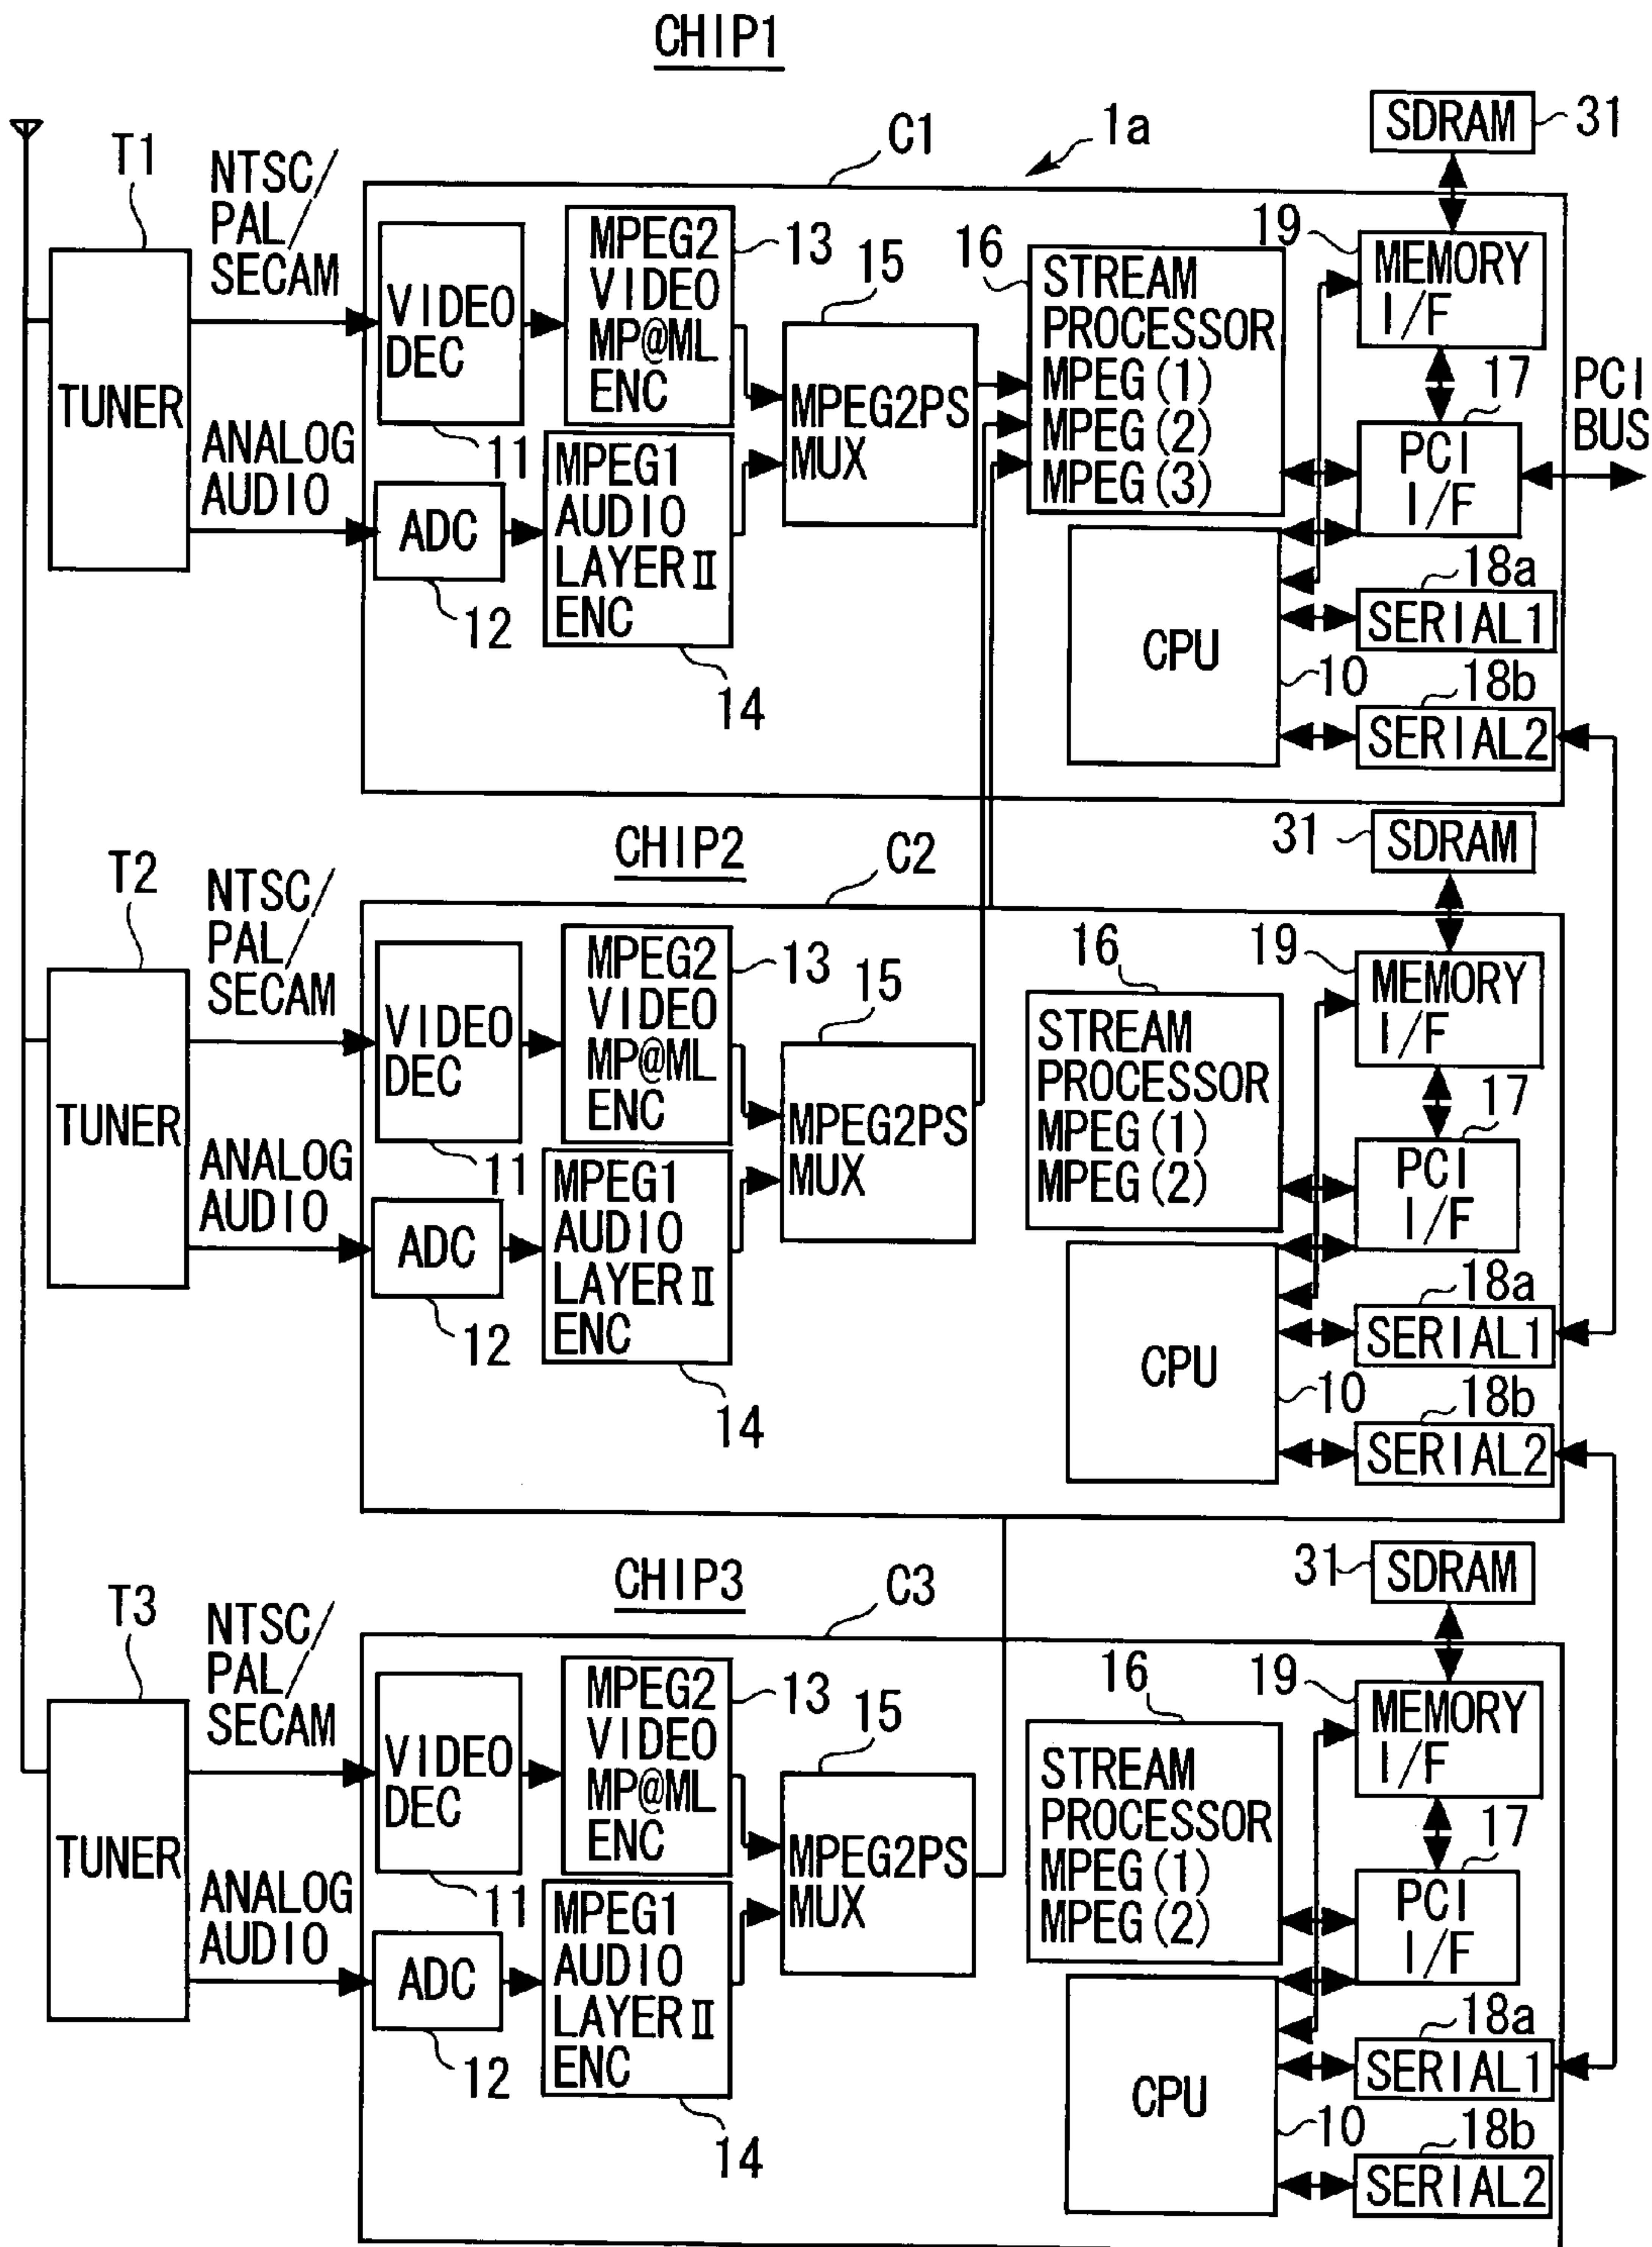 CHIP1
C1
1a
SDRAM
31
T1
NTSC/
PAL/
SECAM
TUNER
ANALOG
AUDIO
VIDEO
DEC
11
ADC
12
MPEG2
VIDEO
MP@ML
ENC
13
MPEG1
AUDIO
LAYERⅡ
ENC
14
15
MPEG2PS
MUX
16
STREAM
PROCESSOR
MPEG(1)
MPEG(2)
MPEG(3)
19
MEMORY
I/F
17
PCI
I/F
PCI
BUS
CPU
10
18a
SERIAL1
18b
SERIAL2
CHIP2
C2
31
SDRAM
T2
NTSC/
PAL/
SECAM
TUNER
ANALOG
AUDIO
VIDEO
DEC
11
ADC
12
MPEG2
VIDEO
MP@ML
ENC
13
MPEG1
AUDIO
LAYERⅡ
ENC
14
15
MPEG2PS
MUX
16
STREAM
PROCESSOR
MPEG(1)
MPEG(2)
19
MEMORY
I/F
17
PCI
I/F
CPU
10
18a
SERIAL1
18b
SERIAL2
CHIP3
C3
31
SDRAM
T3
NTSC/
PAL/
SECAM
TUNER
ANALOG
AUDIO
VIDEO
DEC
11
ADC
12
MPEG2
VIDEO
MP@ML
ENC
13
MPEG1
AUDIO
LAYERⅡ
ENC
14
15
MPEG2PS
MUX
16
STREAM
PROCESSOR
MPEG(1)
MPEG(2)
19
MEMORY
I/F
17
PCI
I/F
CPU
10
18a
SERIAL1
18b
SERIAL2